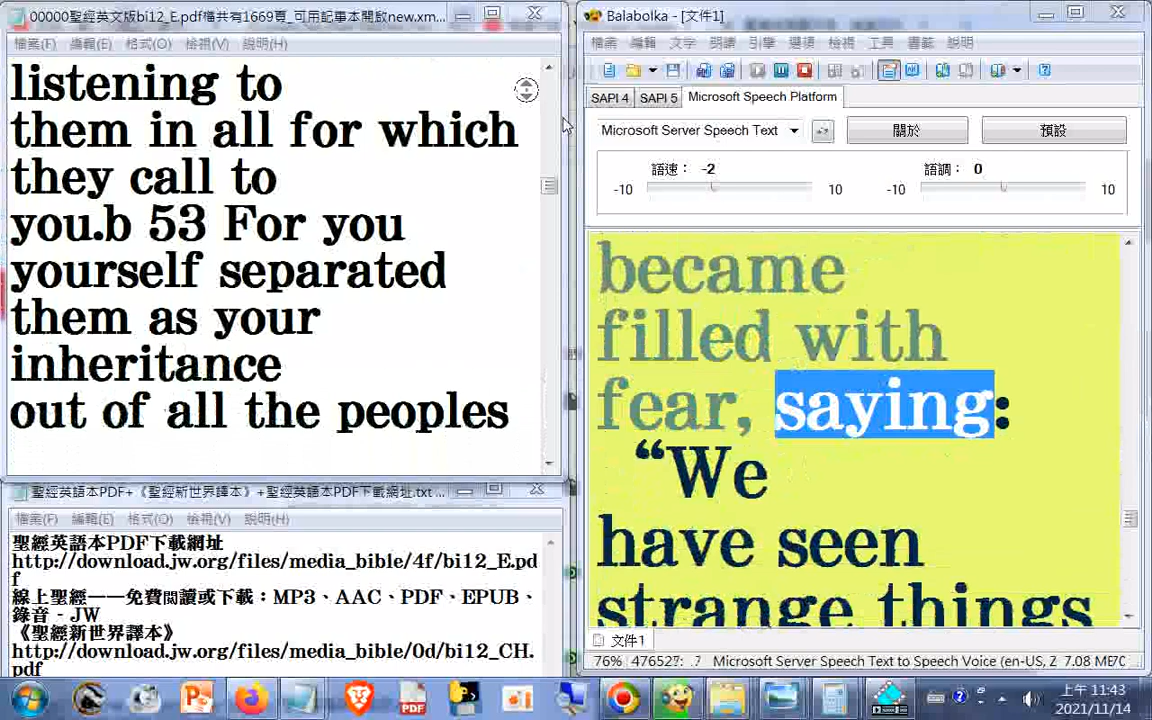 00000聖經英文版bi12_E.pdf檔共有1669頁_可用記事本開啟new.xm...
檔案(F) 編輯(E) 格式(O) 檢視(V) 說明(H)
listening to
them in all for which
they call to
you.b 53 For you
yourself separated
them as your
inheritance
out of all the peoples
聖經英語本PDF+《聖經新世界譯本》+聖經英語本PDF下載網址.txt ...
檔案(F) 編輯(E) 格式(O) 檢視(V) 說明(H)
聖經英語本PDF下載網址
http://download.jw.org/files/media_bible/4f/bi12_E.pd
f
線上聖經——免費閱讀或下載：MP3、AAC、PDF、EPUB、
錄音 - JW
《聖經新世界譯本》
http://download.jw.org/files/media_bible/0d/bi12_CH.
pdf
Balabolka - [文件1]
檔案 編輯 文字 朗讀 引擎 選項 檢視 工具 書籤 說明
SAPI 4 SAPI 5 Microsoft Speech Platform
Microsoft Server Speech Text 關於 預設
語速： -2 語調： 0
-10 10 -10 10
became
filled with
fear, saying:
“We
have seen
strange things
文件1
76% Microsoft Server Speech Text to Speech Voice (en-US, Z
上午 11:43
2021/11/14